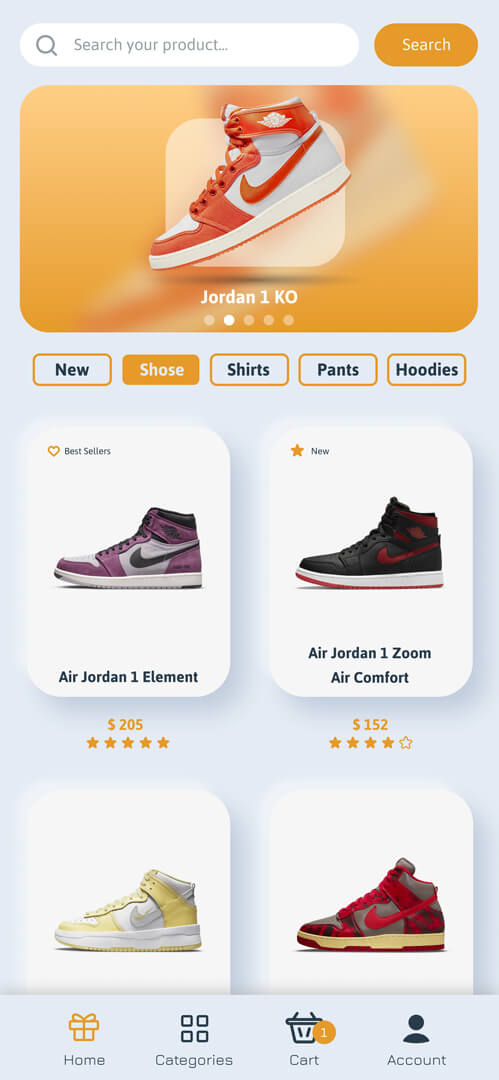 Search your product...
Search
Jordan 1 KO
New
Shose
Shirts
Pants
Hoodies
Best Sellers
New
Air Jordan 1 Element
Air Jordan 1 Zoom
Air Comfort
$ 205
$ 152
1
Home
Categories
Cart
Account